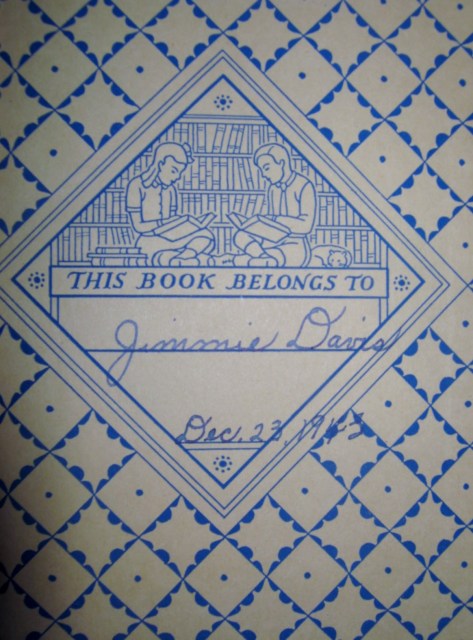 THIS BOOK BELONGS TO
Jimmie Davis
Dec. 23, 1943